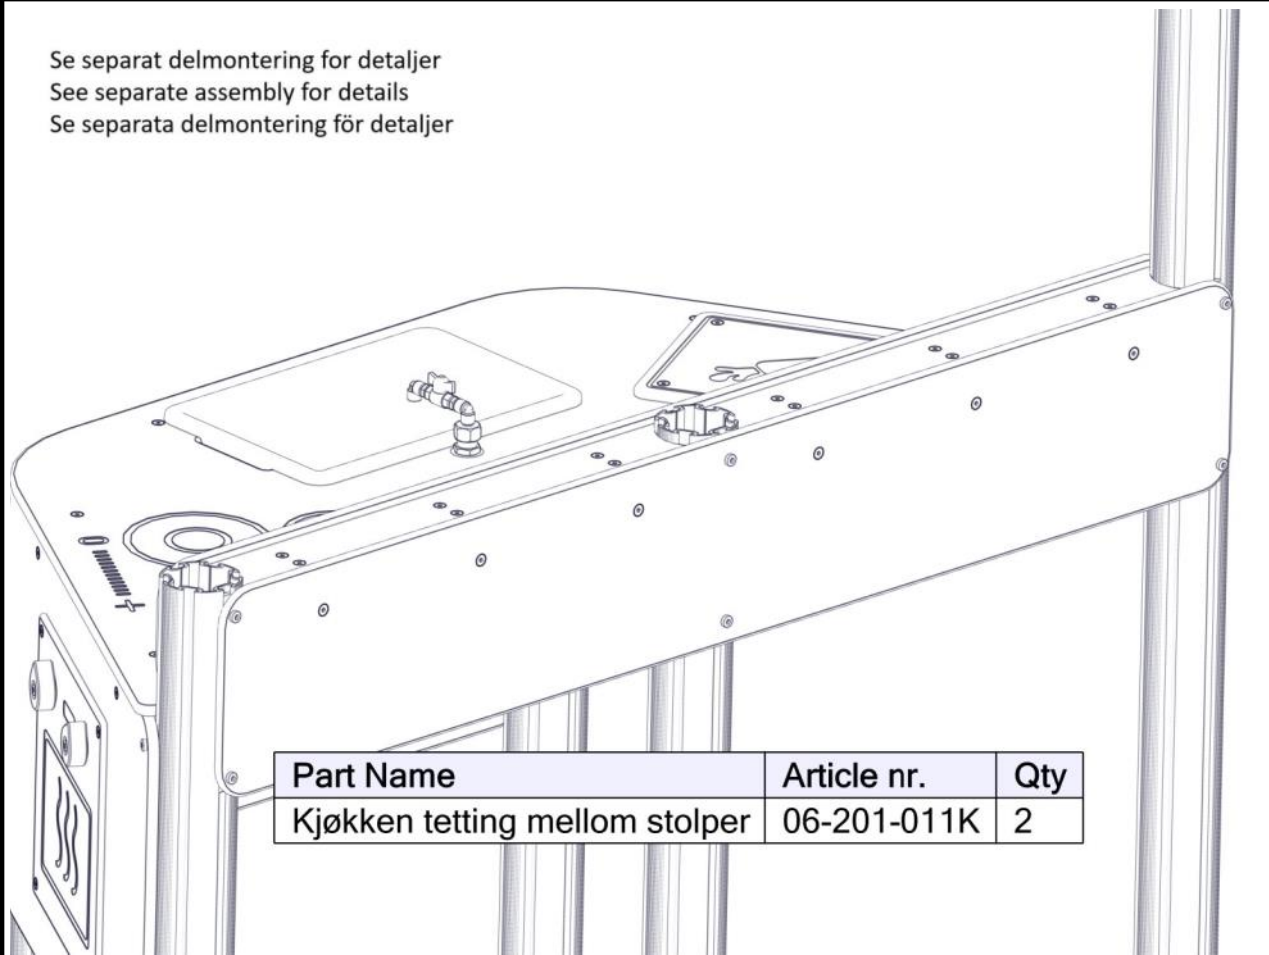 Se separat delmontering for detaljer
See separate assembly for details
Se separata delmontering för detaljer
Part Name Article nr. Qty
Kjøkken tetting mellom stolper 06-201-011K 2